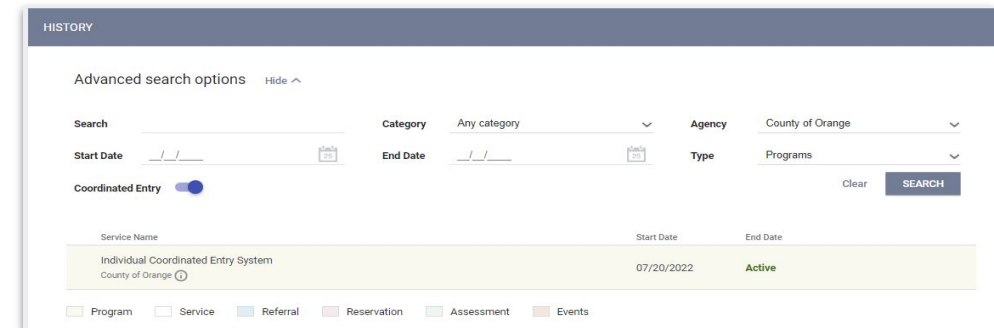 HISTORY
Advanced search options Hide
Search Category Any category Agency County of Orange
Start Date __/__/____ 25 End Date __/__/____ 25 Type Programs
Coordinated Entry Clear SEARCH
Service Name Start Date End Date
Individual Coordinated Entry System
County of Orange 07/20/2022 Active
Program Service Referral Reservation Assessment Events